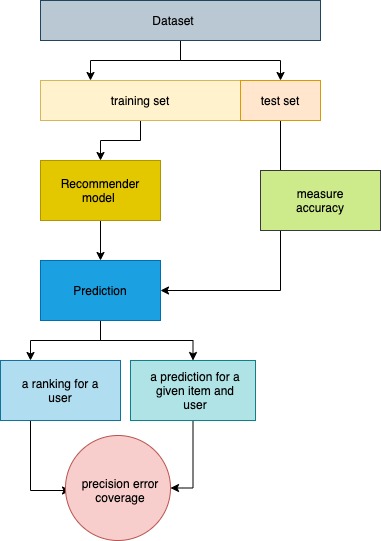 Dataset
training set
test set
Recommender
model
measure
accuracy
Prediction
a ranking for a
user
a prediction for a
given item and
user
precision error
coverage